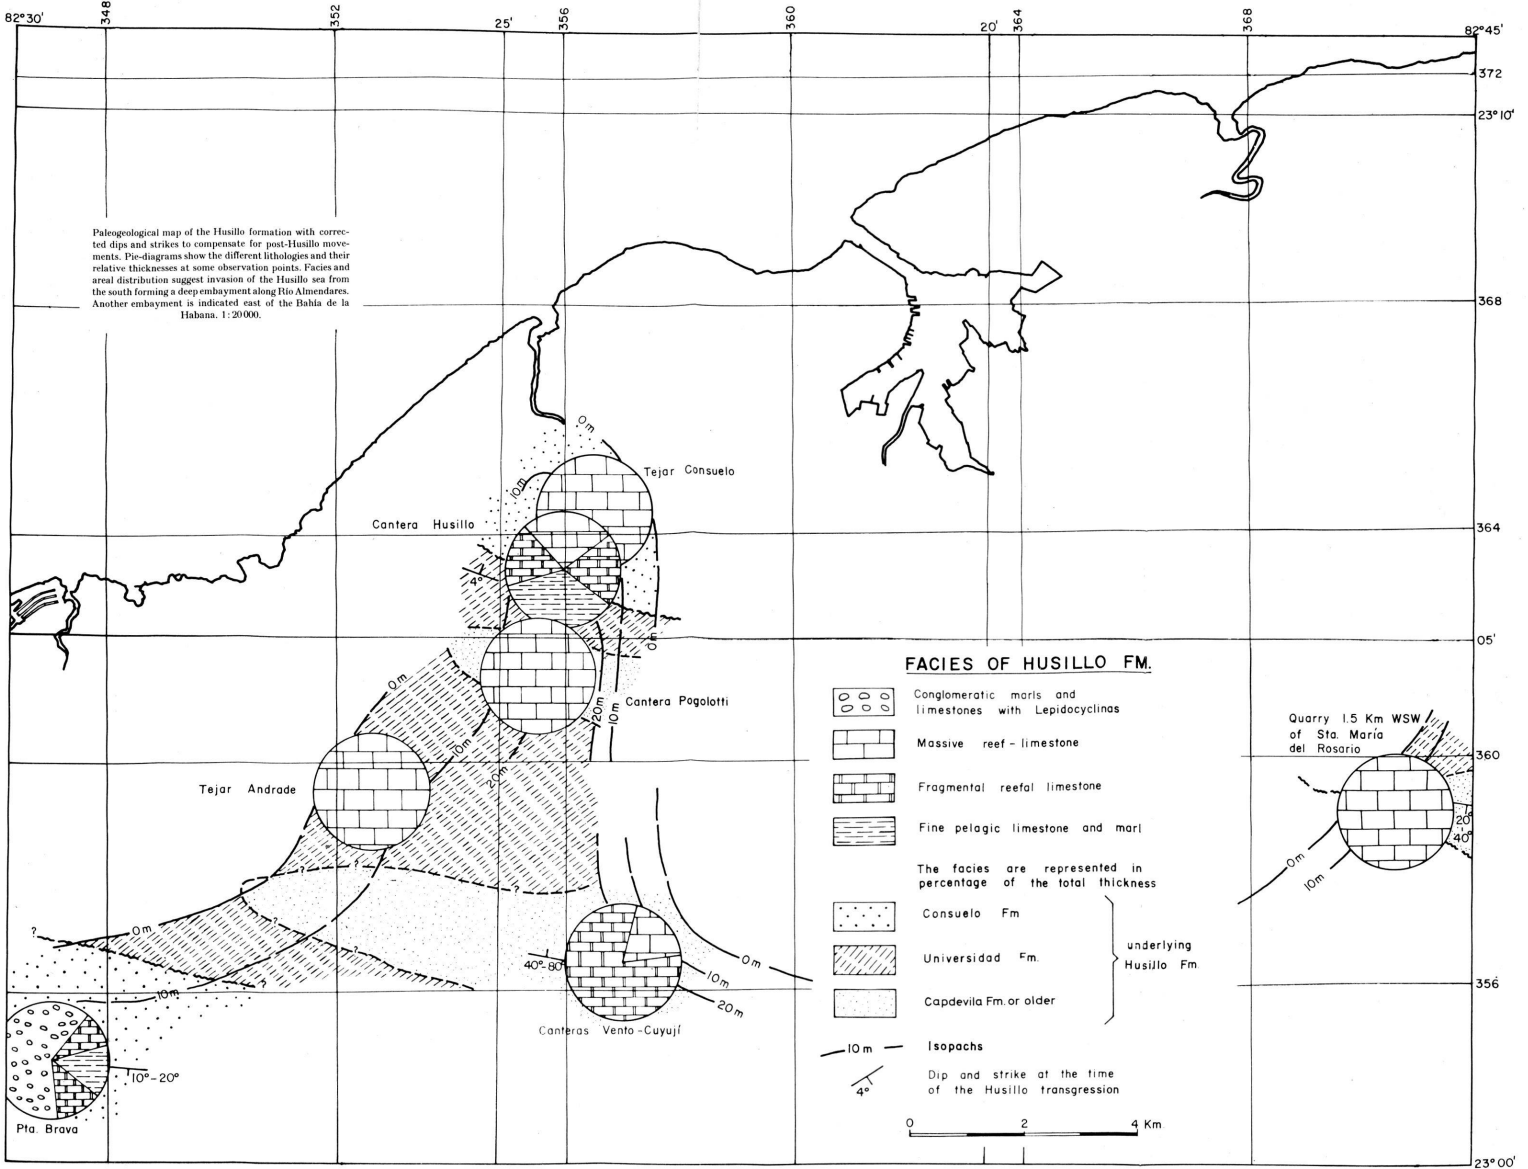 82°30'
348
352
25'
356
360
20'
364
368
82°45'
372
23°10'
368
364
05'
360
356
23°00'
Paleogeological map of the Husillo formation with correc-
ted dips and strikes to compensate for post-Husillo move-
ments. Pie-diagrams show the different lithologies and their
relative thicknesses at some observation points. Facies and
areal distribution suggest invasion of the Husillo sea from
the south forming a deep embayment along Río Almendares.
Another embayment is indicated east of the Bahía de la
Habana. 1:20 000.
0m
10m
Tejar Consuelo
Cantera Husillo
4°
0m
0m
20m
10m
Cantera Pogolotti
10m
20m
Tejar Andrade
?
?
?
?
?
?
0m
10m
40°-80°
0m
10m
20m
Canteras Vento-Cuyují
10°-20°
Pta. Brava
Quarry 1.5 Km WSW
of Sta. María
del Rosario
20°
40°
0m
10m
FACIES OF HUSILLO FM.
Conglomeratic marls and
limestones with Lepidocyclinas
Massive reef-limestone
Fragmental reefal limestone
Fine pelagic limestone and marl
The facies are represented in
percentage of the total thickness
Consuelo Fm
Universidad Fm.
Capdevila Fm. or older
underlying
Husillo Fm.
10m Isopachs
4°
Dip and strike at the time
of the Husillo transgression
0 2 4 Km